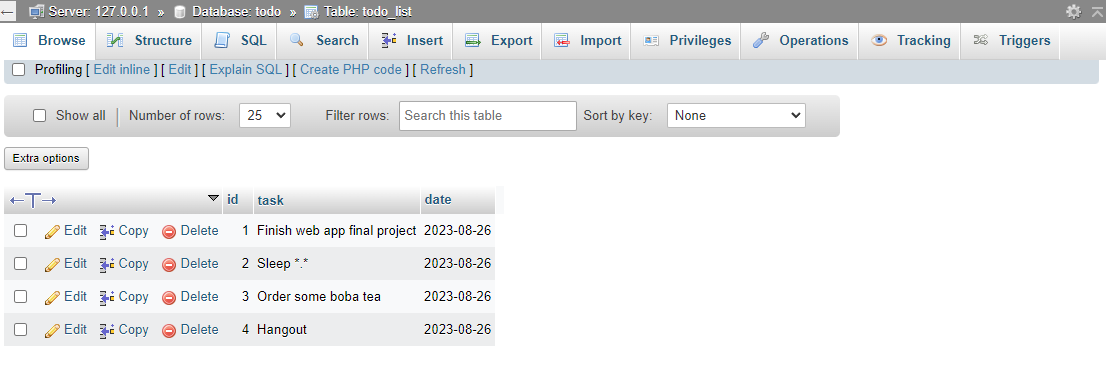 Server: 127.0.0.1 » Database: todo » Table: todo_list
Browse Structure SQL Search Insert Export Import Privileges Operations Tracking Triggers
Profiling [ Edit inline ] [ Edit ] [ Explain SQL ] [ Create PHP code ] [ Refresh ]
Show all Number of rows: 25 Filter rows: Search this table Sort by key: None
Extra options
id task date
Edit Copy Delete 1 Finish web app final project 2023-08-26
Edit Copy Delete 2 Sleep *.* 2023-08-26
Edit Copy Delete 3 Order some boba tea 2023-08-26
Edit Copy Delete 4 Hangout 2023-08-26